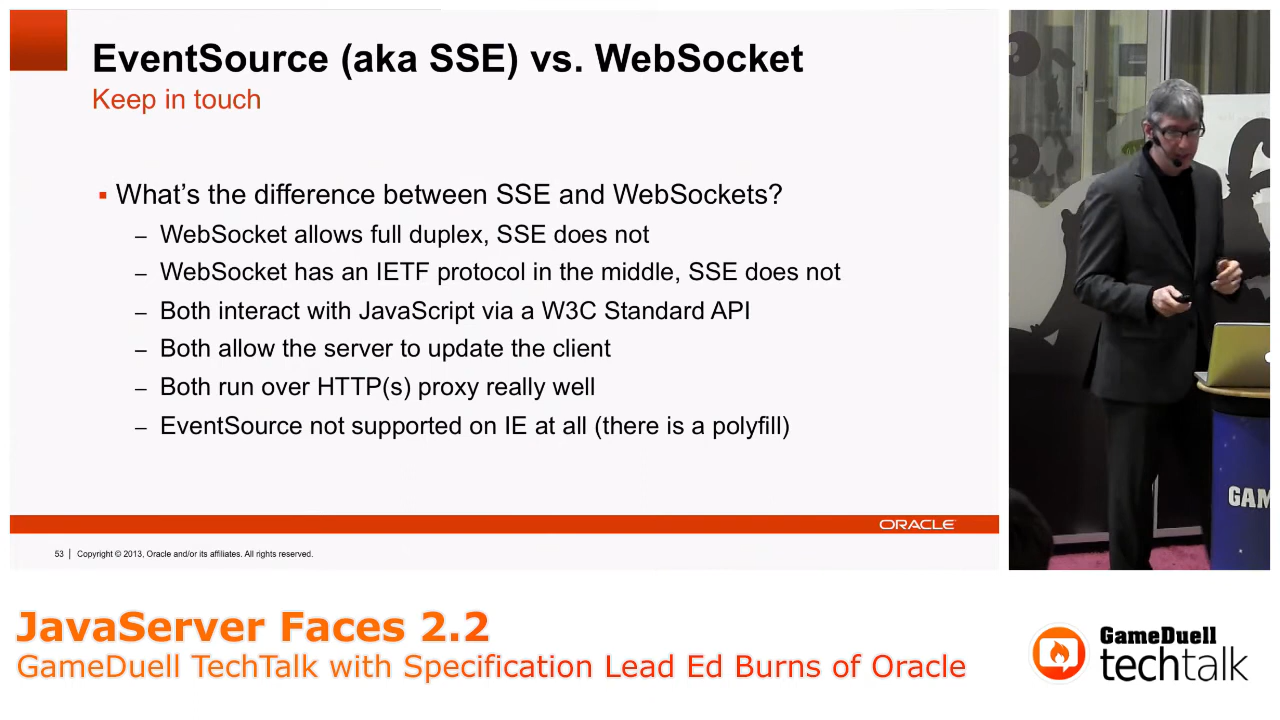 EventSource (aka SSE) vs. WebSocket
Keep in touch
▪ What’s the difference between SSE and WebSockets?
– WebSocket allows full duplex, SSE does not
– WebSocket has an IETF protocol in the middle, SSE does not
– Both interact with JavaScript via a W3C Standard API
– Both allow the server to update the client
– Both run over HTTP(s) proxy really well
– EventSource not supported on IE at all (there is a polyfill)
ORACLE
53 | Copyright © 2013, Oracle and/or its affiliates. All rights reserved.
GAM
JavaServer Faces 2.2
GameDuell TechTalk with Specification Lead Ed Burns of Oracle
GameDuell
techtalk